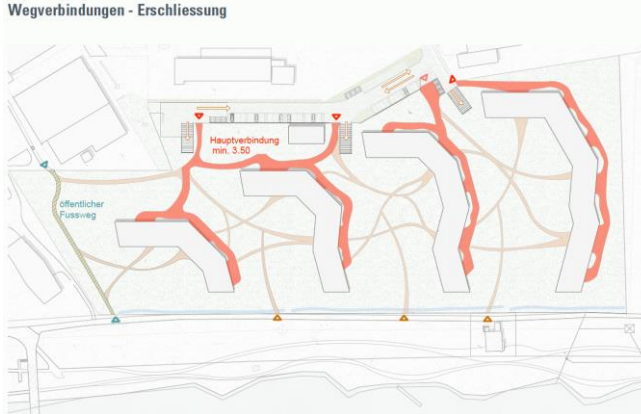 Wegverbindungen - Erschliessung
Hauptverbindung
min. 3.50
öffentlicher
Fussweg